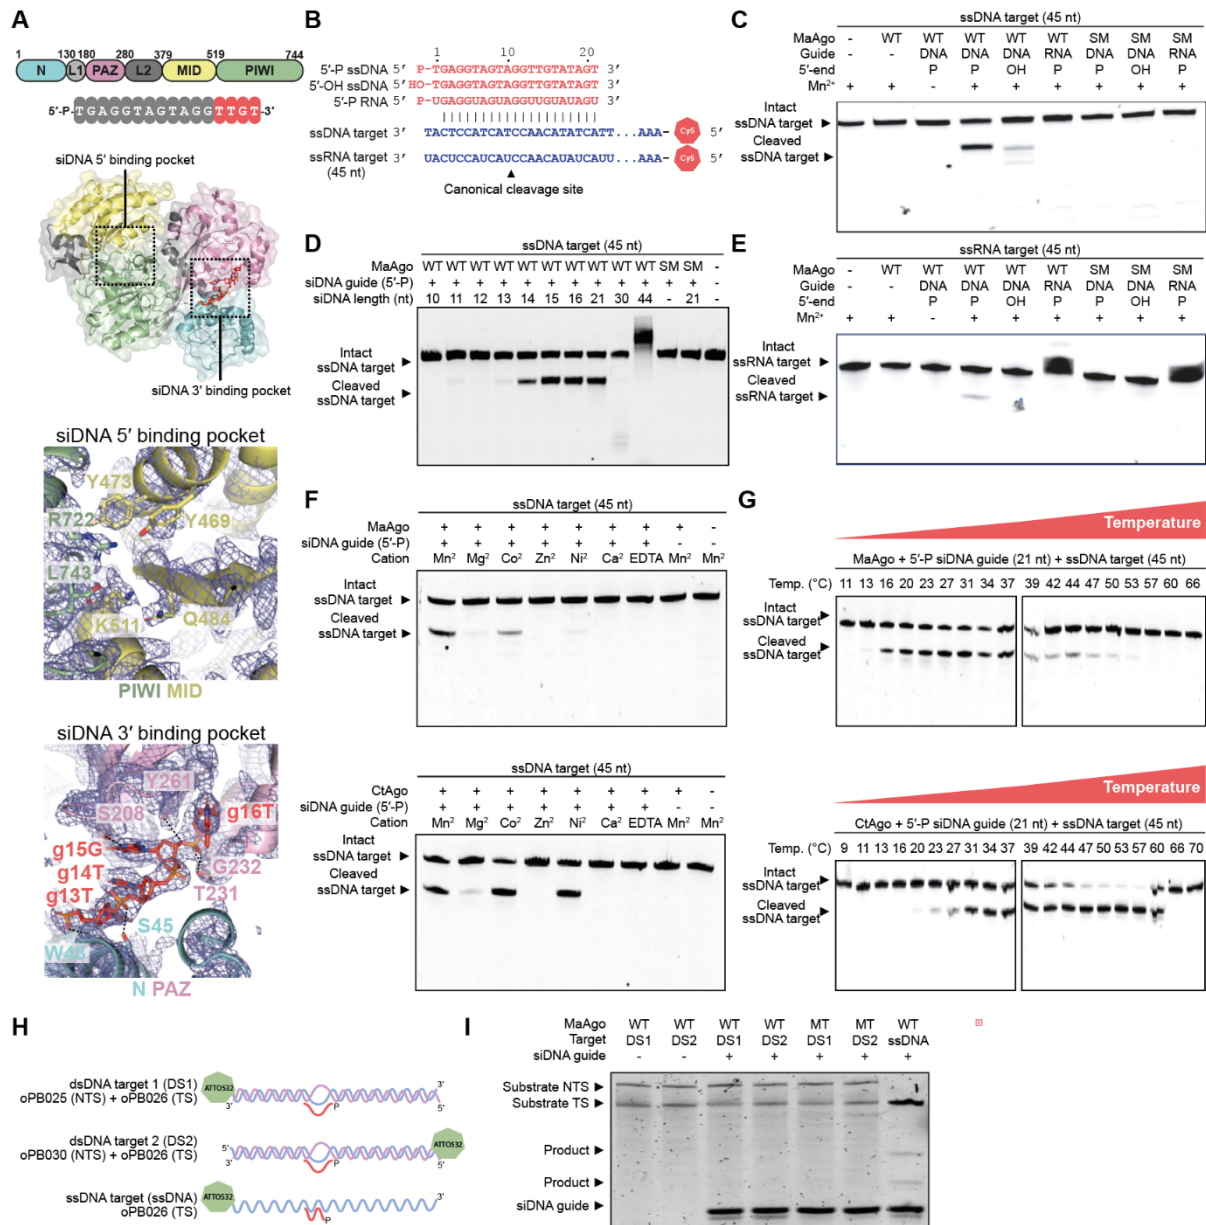 A
1 130 180 280 379 519 744
N L1 PAZ L2 MID PIWI
5′-P-TGAGGTAGTAGGTTGT-3′
siDNA 5′ binding pocket
siDNA 3′ binding pocket
siDNA 5′ binding pocket
Y473
R722
Y469
L743
K511
Q484
PIWI MID
siDNA 3′ binding pocket
Y261
S208
g16T
g15G
g14T
g13T
G232
T231
S45
W48
N PAZ
B
1 10 20
5′-P ssDNA 5′ P-TGAGGTAGTAGGTTGTATAGT 3′
5′-OH ssDNA 5′ HO-TGAGGTAGTAGGTTGTATAGT 3′
5′-P RNA 5′ P-UGAGGUAGUAGGUUGUAUAGU 3′
ssDNA target 3′ TACTCCATCATCCAACATATCATT...AAA- Cy5 5′
ssRNA target 3′ UACUCCAUCAUCCAACAUAUCAUU...AAA- Cy5 5′
(45 nt)
Canonical cleavage site
C
ssDNA target (45 nt)
MaAgo - WT WT WT WT WT SM SM SM
Guide - - DNA DNA DNA RNA DNA DNA RNA
5′-end - - P P OH P P OH P
Mn²⁺ + + - + + + + + +
Intact
ssDNA target
Cleaved
ssDNA target
D
ssDNA target (45 nt)
MaAgo WT WT WT WT WT WT WT WT WT WT SM SM -
siDNA guide (5′-P) + + + + + + + + + + - + -
siDNA length (nt) 10 11 12 13 14 15 16 21 30 44 - 21 -
Intact
ssDNA target
Cleaved
ssDNA target
E
ssRNA target (45 nt)
MaAgo - WT WT WT WT WT SM SM SM
Guide - - DNA DNA DNA RNA DNA DNA RNA
5′-end - - P P OH P P OH P
Mn²⁺ + + - + + + + + +
Intact
ssRNA target
Cleaved
ssRNA target
F
ssDNA target (45 nt)
MaAgo + + + + + + + + -
siDNA guide (5′-P) + + + + + + + - -
Cation Mn² Mg² Co² Zn² Ni² Ca² EDTA Mn² Mn²
Intact
ssDNA target
Cleaved
ssDNA target
ssDNA target (45 nt)
CtAgo + + + + + + + + -
siDNA guide (5′-P) + + + + + + + - -
Cation Mn² Mg² Co² Zn² Ni² Ca² EDTA Mn² Mn²
Intact
ssDNA target
Cleaved
ssDNA target
G
Temperature
MaAgo + 5′-P siDNA guide (21 nt) + ssDNA target (45 nt)
Temp. (°C) 11 13 16 20 23 27 31 34 37 39 42 44 47 50 53 57 60 66
Intact
ssDNA target
Cleaved
ssDNA target
Temperature
CtAgo + 5′-P siDNA guide (21 nt) + ssDNA target (45 nt)
Temp. (°C) 9 11 13 16 20 23 27 31 34 37 39 42 44 47 50 53 57 60 66 70
Intact
ssDNA target
Cleaved
ssDNA target
H
dsDNA target 1 (DS1)
oPB025 (NTS) + oPB026 (TS)
ATTO532 3′ P 3′ 5′
dsDNA target 2 (DS2)
oPB030 (NTS) + oPB026 (TS)
5′ 3′ P ATTO532 3′ 5′
ssDNA target (ssDNA)
oPB026 (TS)
ATTO532 3′ P 5′
I
MaAgo WT WT WT WT MT MT WT
Target DS1 DS2 DS1 DS2 DS1 DS2 ssDNA
siDNA guide - - + + + + +
Substrate NTS
Substrate TS
Product
Product
siDNA guide